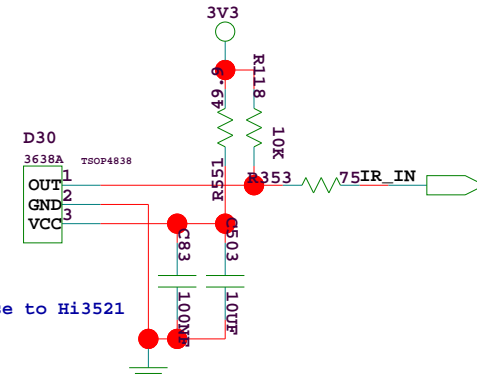 3V3
R118
49.9
D30
10K
3638A TSOP4838
OUT 1
R551
R353
75
IR_IN
GND 2
VCC 3
C83
C503
100NF
10UF
se to Hi3521